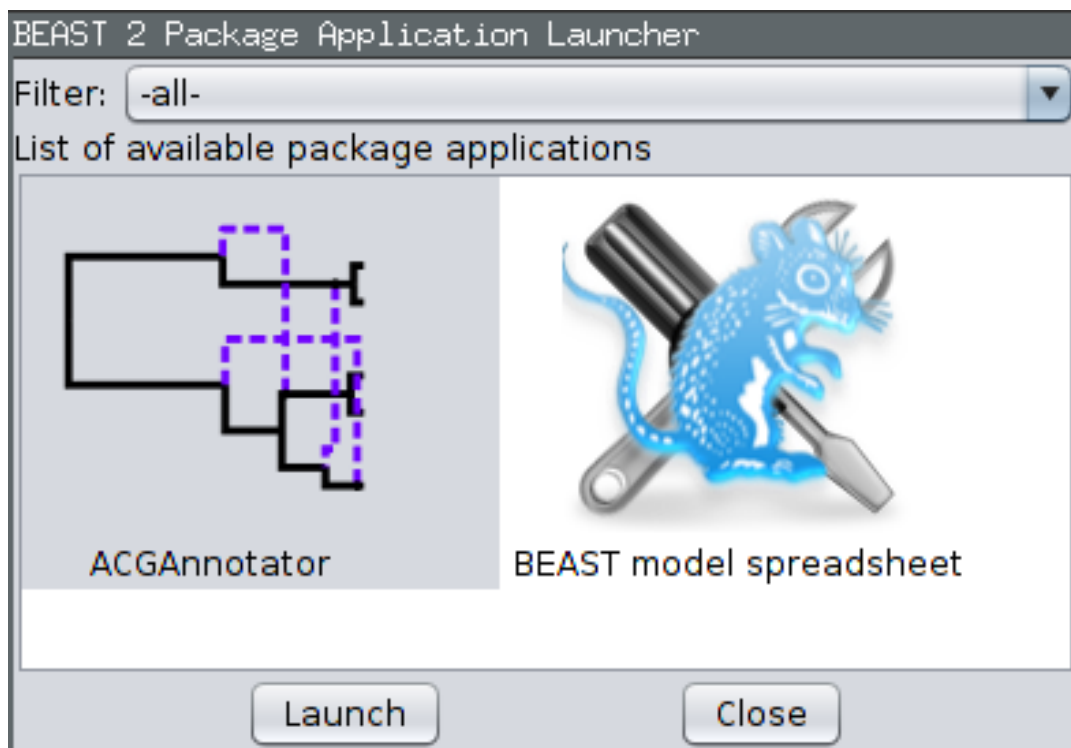 BEAST 2 Package Application Launcher
Filter: -all-
List of available package applications
ACGAnnotator BEAST model spreadsheet
Launch Close